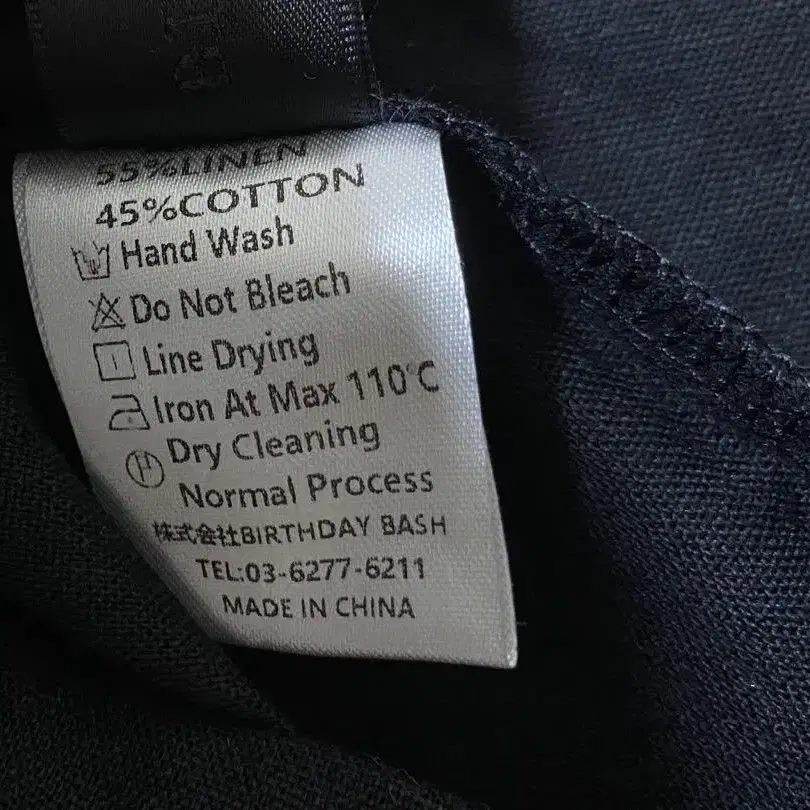 55%LINEN
45%COTTON
Hand Wash
Do Not Bleach
Line Drying
Iron At Max 110°C
Dry Cleaning
Normal Process
株式会社BIRTHDAY BASH
TEL:03-6277-6211
MADE IN CHINA